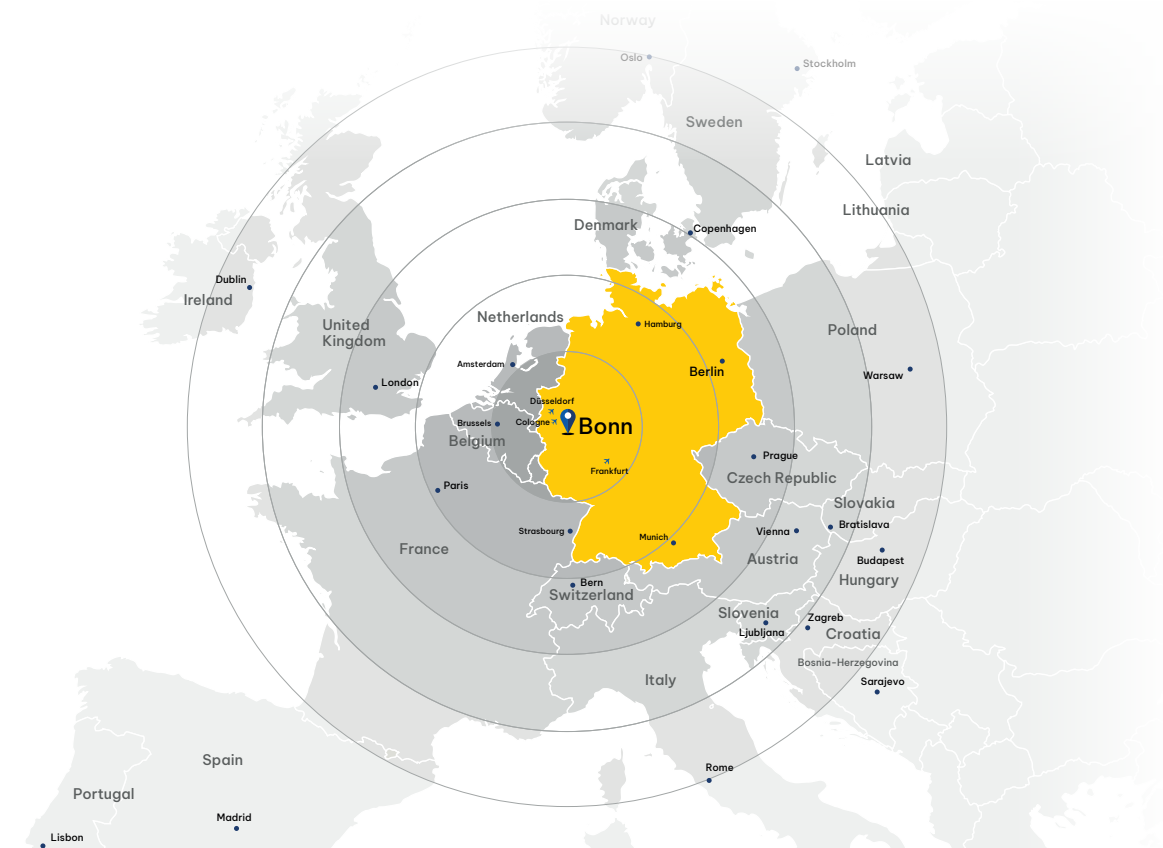 Norway
Oslo
Stockholm
Sweden
Latvia
Lithuania
Denmark
Copenhagen
Dublin
Ireland
Netherlands
United
Kingdom
Hamburg
Poland
Amsterdam
Berlin
Warsaw
London
Düsseldorf
Brussels
Cologne
Bonn
Belgium
Prague
Frankfurt
Czech Republic
Paris
Slovakia
Bratislava
Strasbourg
Munich
Vienna
France
Austria
Budapest
Hungary
Bern
Switzerland
Slovenia
Zagreb
Ljubljana
Croatia
Bosnia-Herzegovina
Italy
Sarajevo
Spain
Rome
Portugal
Madrid
Lisbon